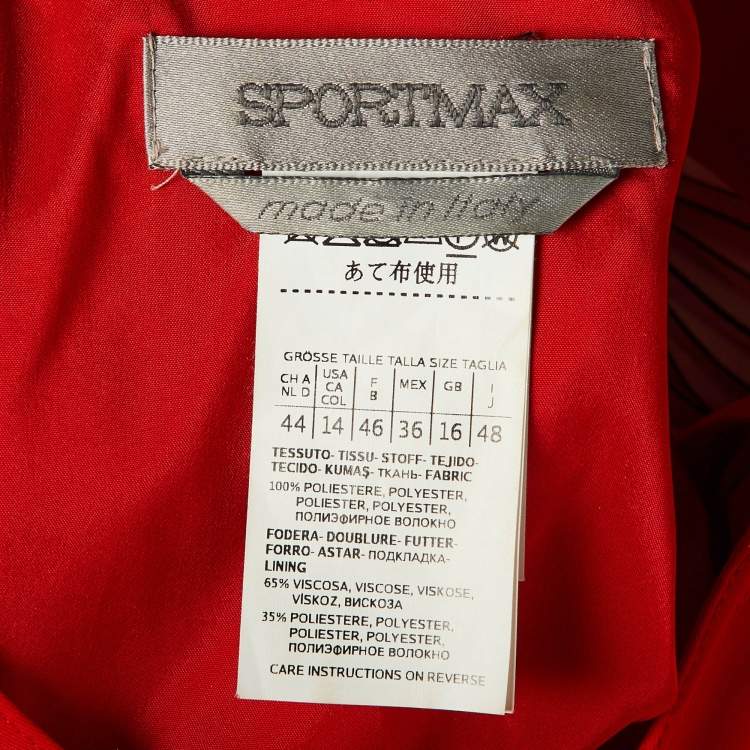 SPORTMAX
made in Italy
あて布使用
GRÖSSE TAILLE TALLA SIZE TAGLIA
CH A NL D USA CA COL F B MEX GB I J
44 14 46 36 16 48
TESSUTO- TISSU- STOFF- TEJIDO-
TECIDO- KUMAŞ- ТКАНЬ- FABRIC
100% POLIESTERE, POLYESTER,
POLIESTER, POLYESTER,
ПОЛИЭФИРНОЕ ВОЛОКНО
FODERA- DOUBLURE- FUTTER-
FORRO- ASTAR- ПОДКЛАДКА-
LINING
65% VISCOSA, VISCOSE, VISKOSE,
VİSKOZ, ВИСКОЗА
35% POLIESTERE, POLYESTER,
POLIESTER, POLYESTER,
ПОЛИЭФИРНОЕ ВОЛОКНО
CARE INSTRUCTIONS ON REVERSE